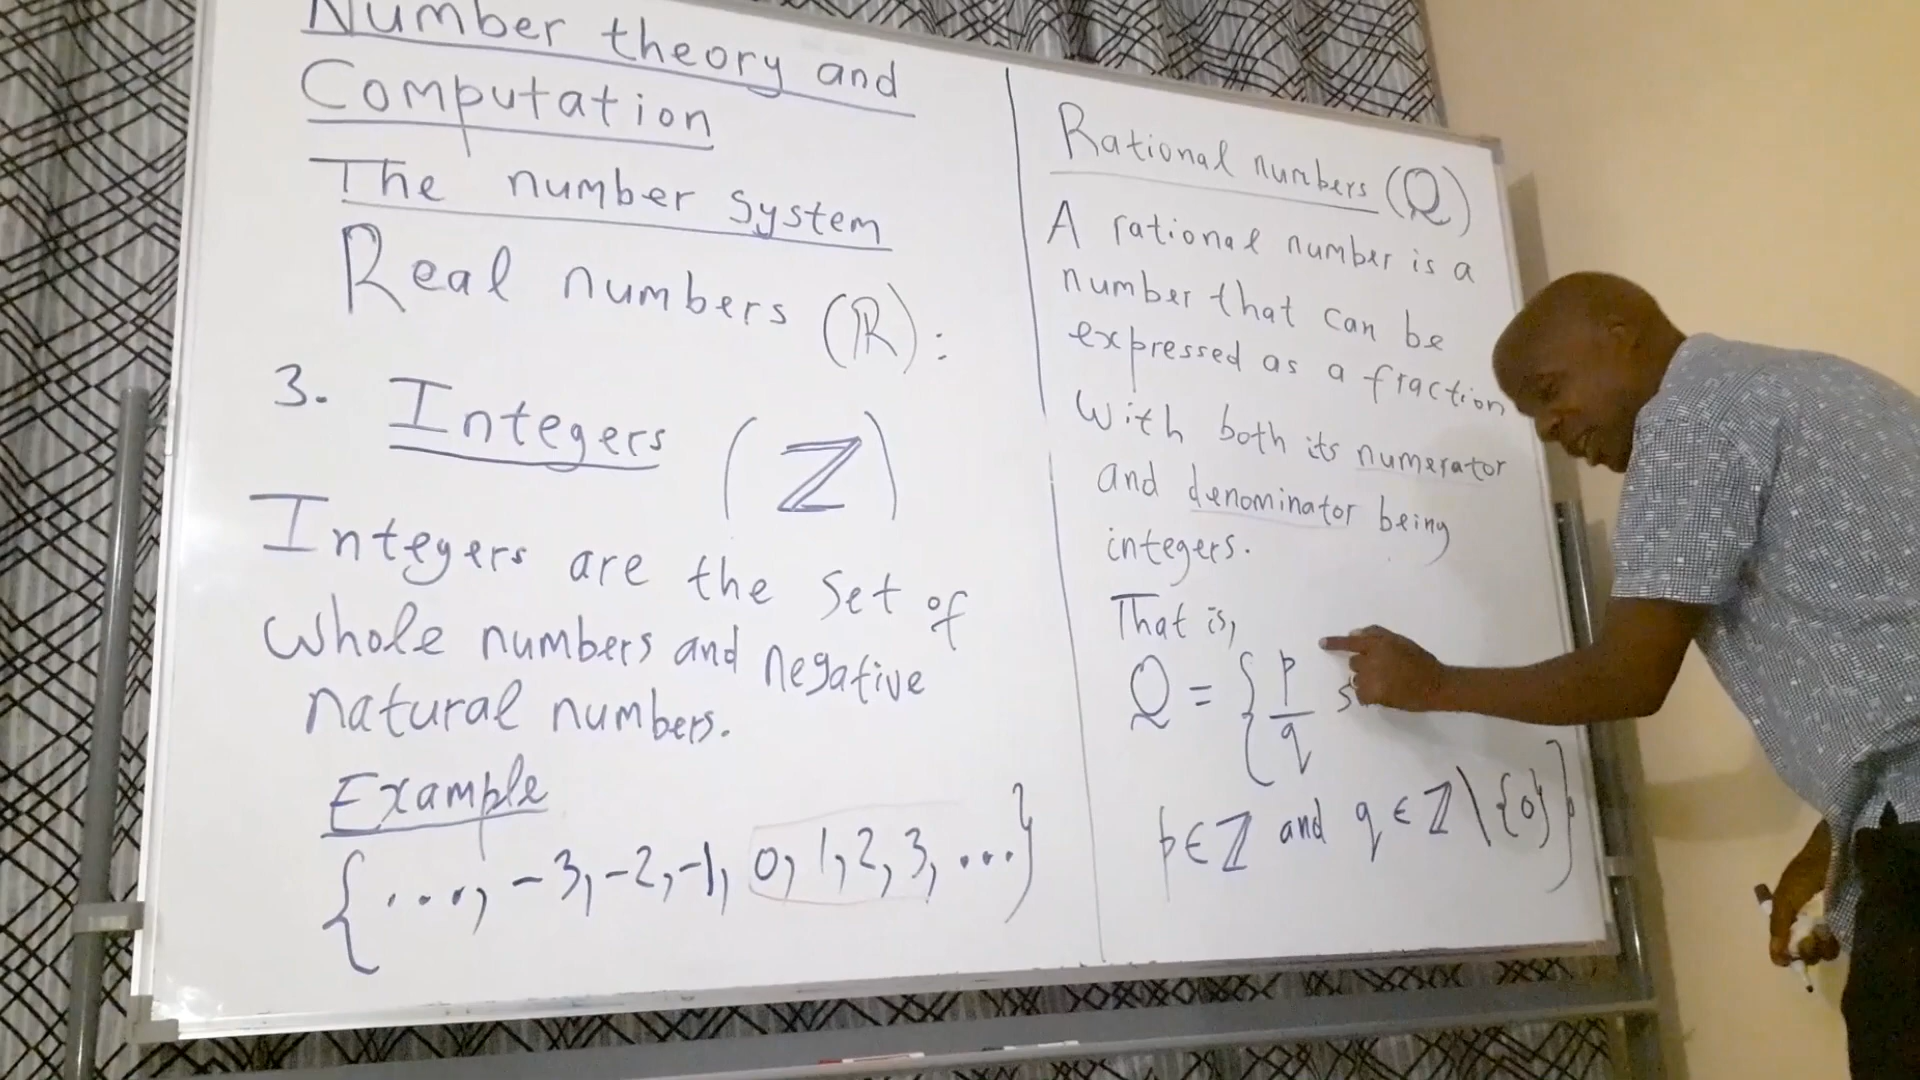 Number theory and
Computation
The number system
Real numbers (ℝ):
3. Integers (ℤ)
Integers are the set of
whole numbers and negative
natural numbers.
Example
{..., -3, -2, -1, 0, 1, 2, 3, ...}
Rational numbers (ℚ)
A rational number is a
number that can be
expressed as a fraction
with both its numerator
and denominator being
integers.
That is,
ℚ = { p/q
p ∈ ℤ and q ∈ ℤ \ {0} }